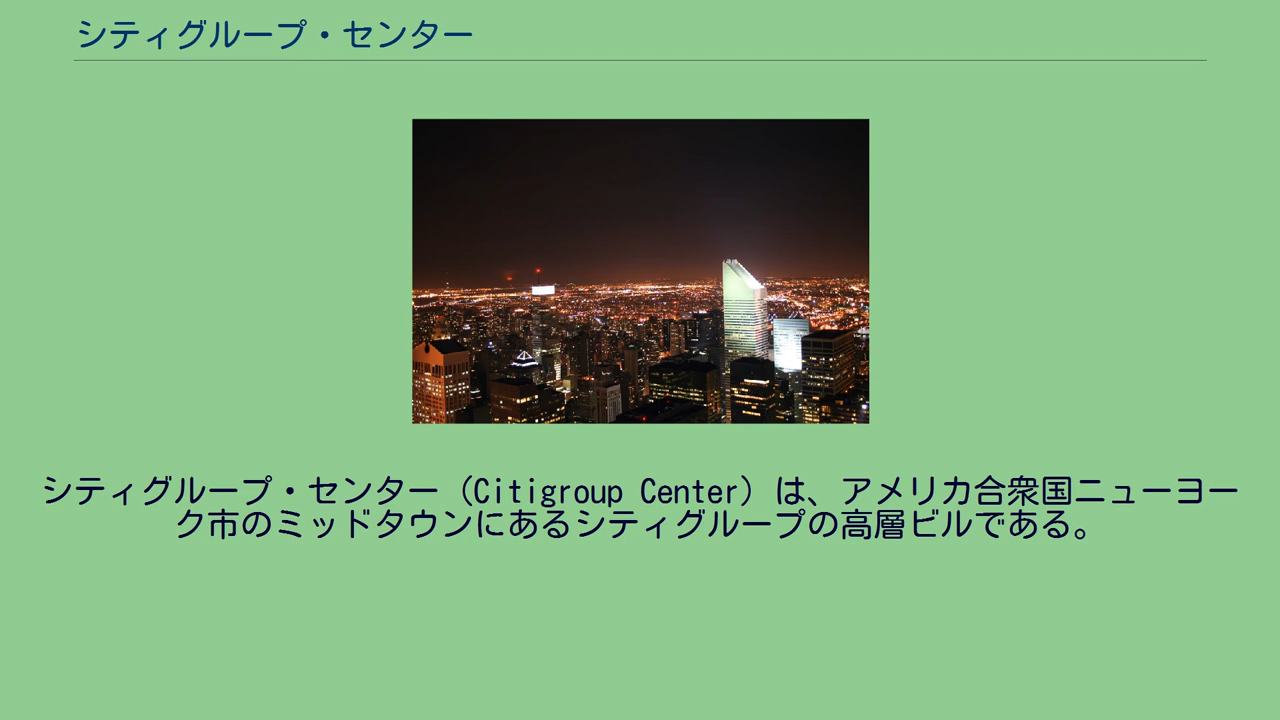 シティグループ・センター
シティグループ・センター（Citigroup Center）は、アメリカ合衆国ニューヨー
ク市のミッドタウンにあるシティグループの高層ビルである。